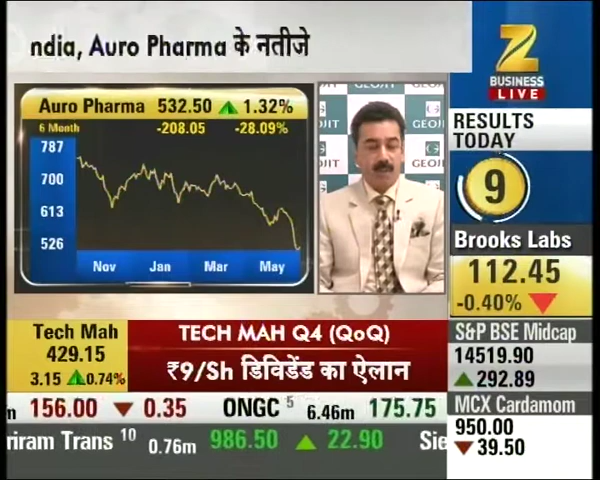 ndia, Auro Pharma के नतीजे
Z
BUSINESS
LIVE
Auro Pharma 532.50 1.32%
6 Month -208.05 -28.09%
787
700
613
526
Nov Jan Mar May
GEOJIT
GEOJIT
GEOJIT
RESULTS
TODAY
9
Brooks Labs
112.45
-0.40%
Tech Mah
429.15
3.15 0.74%
TECH MAH Q4 (QoQ)
₹9/Sh डिविडेंड का ऐलान
S&P BSE Midcap
14519.90
292.89
MCX Cardamom
950.00
39.50
m 156.00 0.35 ONGC 5 6.46m 175.75
riram Trans 10 0.76m 986.50 22.90 Sie